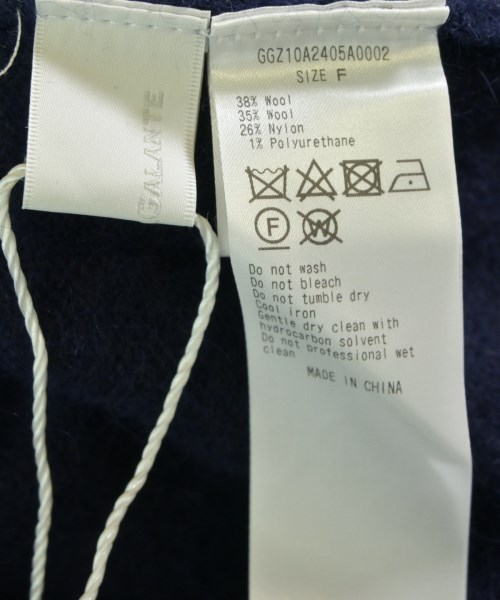 GALANTE
GGZ10A2405A0002
SIZE F
38% Wool
35% Wool
26% Nylon
1% Polyurethane
F
W
Do not wash
Do not bleach
Do not tumble dry
Cool iron
Gentle dry clean with
hydrocarbon solvent
Do not professional wet
clean
MADE IN CHINA